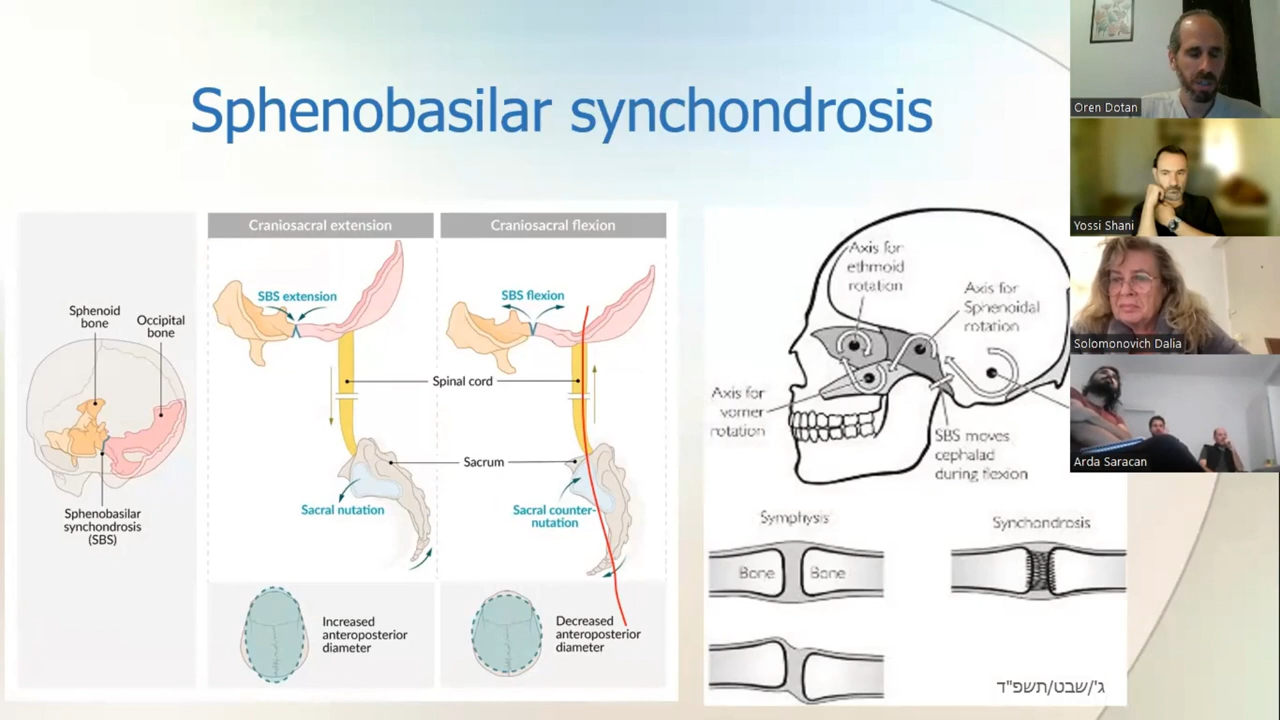 Sphenobasilar synchondrosis
Craniosacral extension
Craniosacral flexion
SBS extension
SBS flexion
Sphenoid
bone
Occipital
bone
Spinal cord
Sacrum
Sphenobasilar
synchondrosis
(SBS)
Sacral nutation
Sacral counter-
nutation
Increased
anteroposterior
diameter
Decreased
anteroposterior
diameter
Axis for
ethmoid
rotation
Axis for
Sphenoidal
rotation
Axis for
vomer
rotation
SBS moves
cephalad
during flexion
Symphysis
Synchondrosis
Bone
Bone
ג'/שבט/תשפ"ד
Oren Dotan
Yossi Shani
Solomonovich Dalia
Arda Saracan